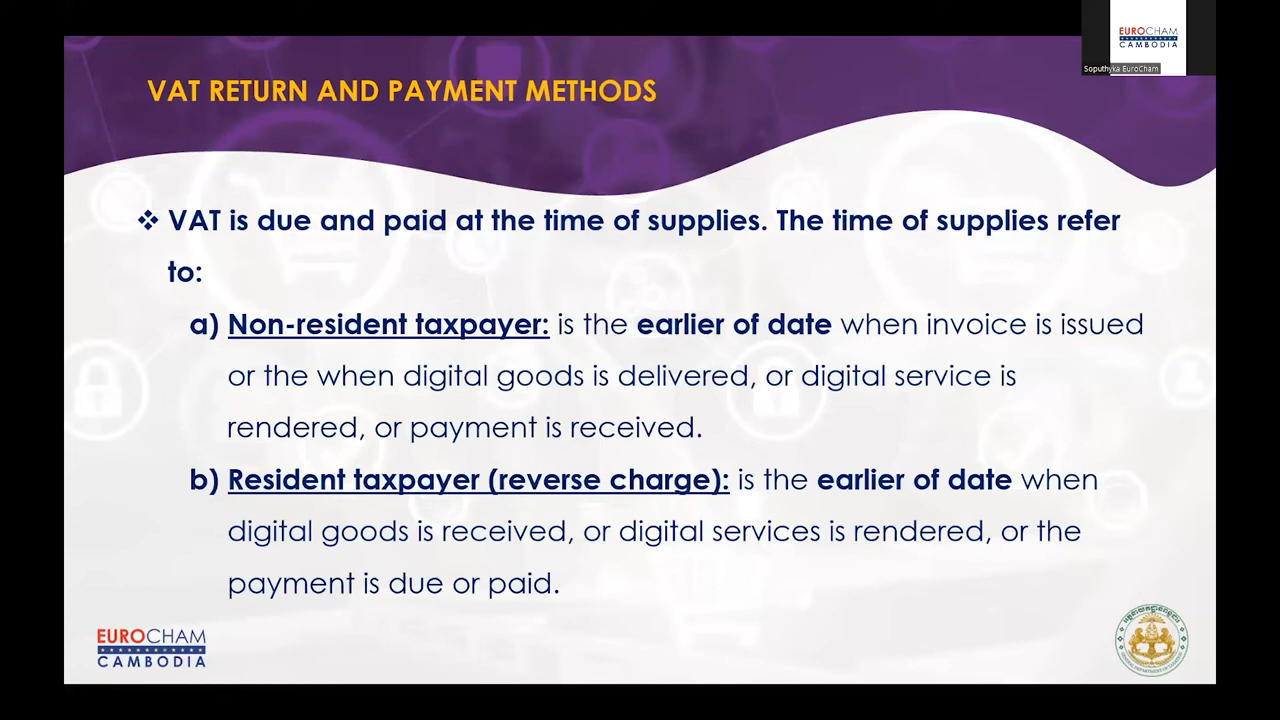 EUROCHAM
CAMBODIA
Soputhyka EuroCham
VAT RETURN AND PAYMENT METHODS
❖ VAT is due and paid at the time of supplies. The time of supplies refer
to:
a) Non-resident taxpayer: is the earlier of date when invoice is issued
or the when digital goods is delivered, or digital service is
rendered, or payment is received.
b) Resident taxpayer (reverse charge): is the earlier of date when
digital goods is received, or digital services is rendered, or the
payment is due or paid.
EUROCHAM
CAMBODIA